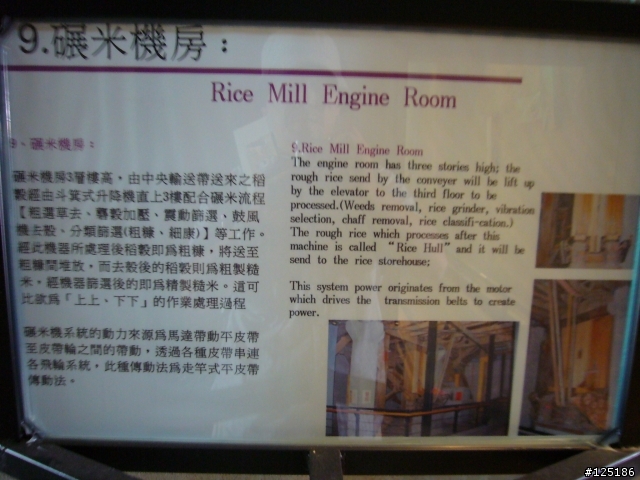 9.碾米機房：
Rice Mill Engine Room
9、碾米機房：
碾米機房3層樓高，由中央輸送帶送來之稻
穀經由斗箕式升降機直上3樓配合碾米流程
【粗選草去、礱穀加壓、震動篩選、鼓風
機去殼、分類篩選(粗糠、細康)】等工作。
經此機器所處理後稻穀即為粗糠，將送至
粗糠間堆放，而去殼後的稻穀則為粗製糙
米，經機器篩選後的即為精製糙米。這可
比欲為「上上、下下」的作業處理過程
碾米機系統的動力來源為馬達帶動平皮帶
至皮帶輪之間的帶動，透過各種皮帶串連
各飛輪系統，此種傳動法為走竿式平皮帶
傳動法。
9.Rice Mill Engine Room
The engine room has three stories high; the
rough rice send by the conveyer will be lift up
by the elevator to the third floor to be
processed.(Weeds removal, rice grinder, vibration
selection, chaff removal, rice classifi-cation.)
The rough rice which processes after this
machine is called “Rice Hull” and it will be
send to the rice storehouse;
This system power originates from the motor
which drives the transmission belts to create
power.
#125186